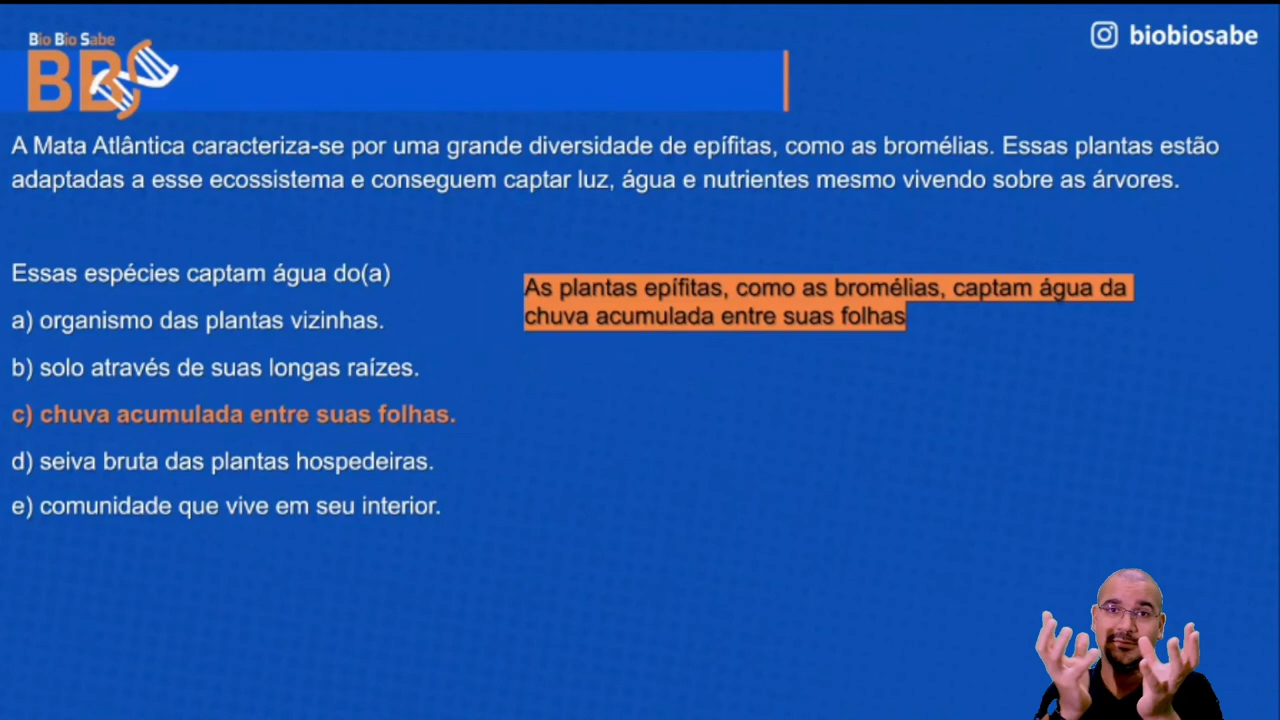 Bio Bio Sabe
BBS
biobiosabe
A Mata Atlântica caracteriza-se por uma grande diversidade de epífitas, como as bromélias. Essas plantas estão
adaptadas a esse ecossistema e conseguem captar luz, água e nutrientes mesmo vivendo sobre as árvores.
Essas espécies captam água do(a)
a) organismo das plantas vizinhas.
b) solo através de suas longas raízes.
c) chuva acumulada entre suas folhas.
d) seiva bruta das plantas hospedeiras.
e) comunidade que vive em seu interior.
As plantas epífitas, como as bromélias, captam água da
chuva acumulada entre suas folhas